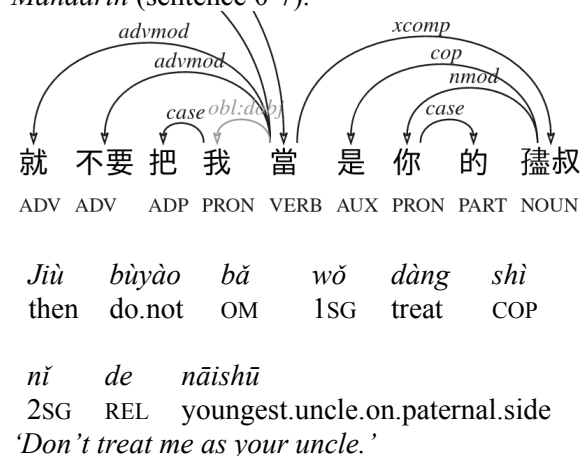 Mandarin (sentence
advmod xcomp
advmod cop
nmod
case obl:dobj case
就 不要 把 我 當 是 你 的 孻叔
ADV ADV ADP PRON VERB AUX PRON PART NOUN
Jiù bùyào bǎ wǒ dàng shì
then do.not OM 1SG treat COP
nǐ de nāishū
2SG REL youngest.uncle.on.paternal.side
‘Don’t treat me as your uncle.’